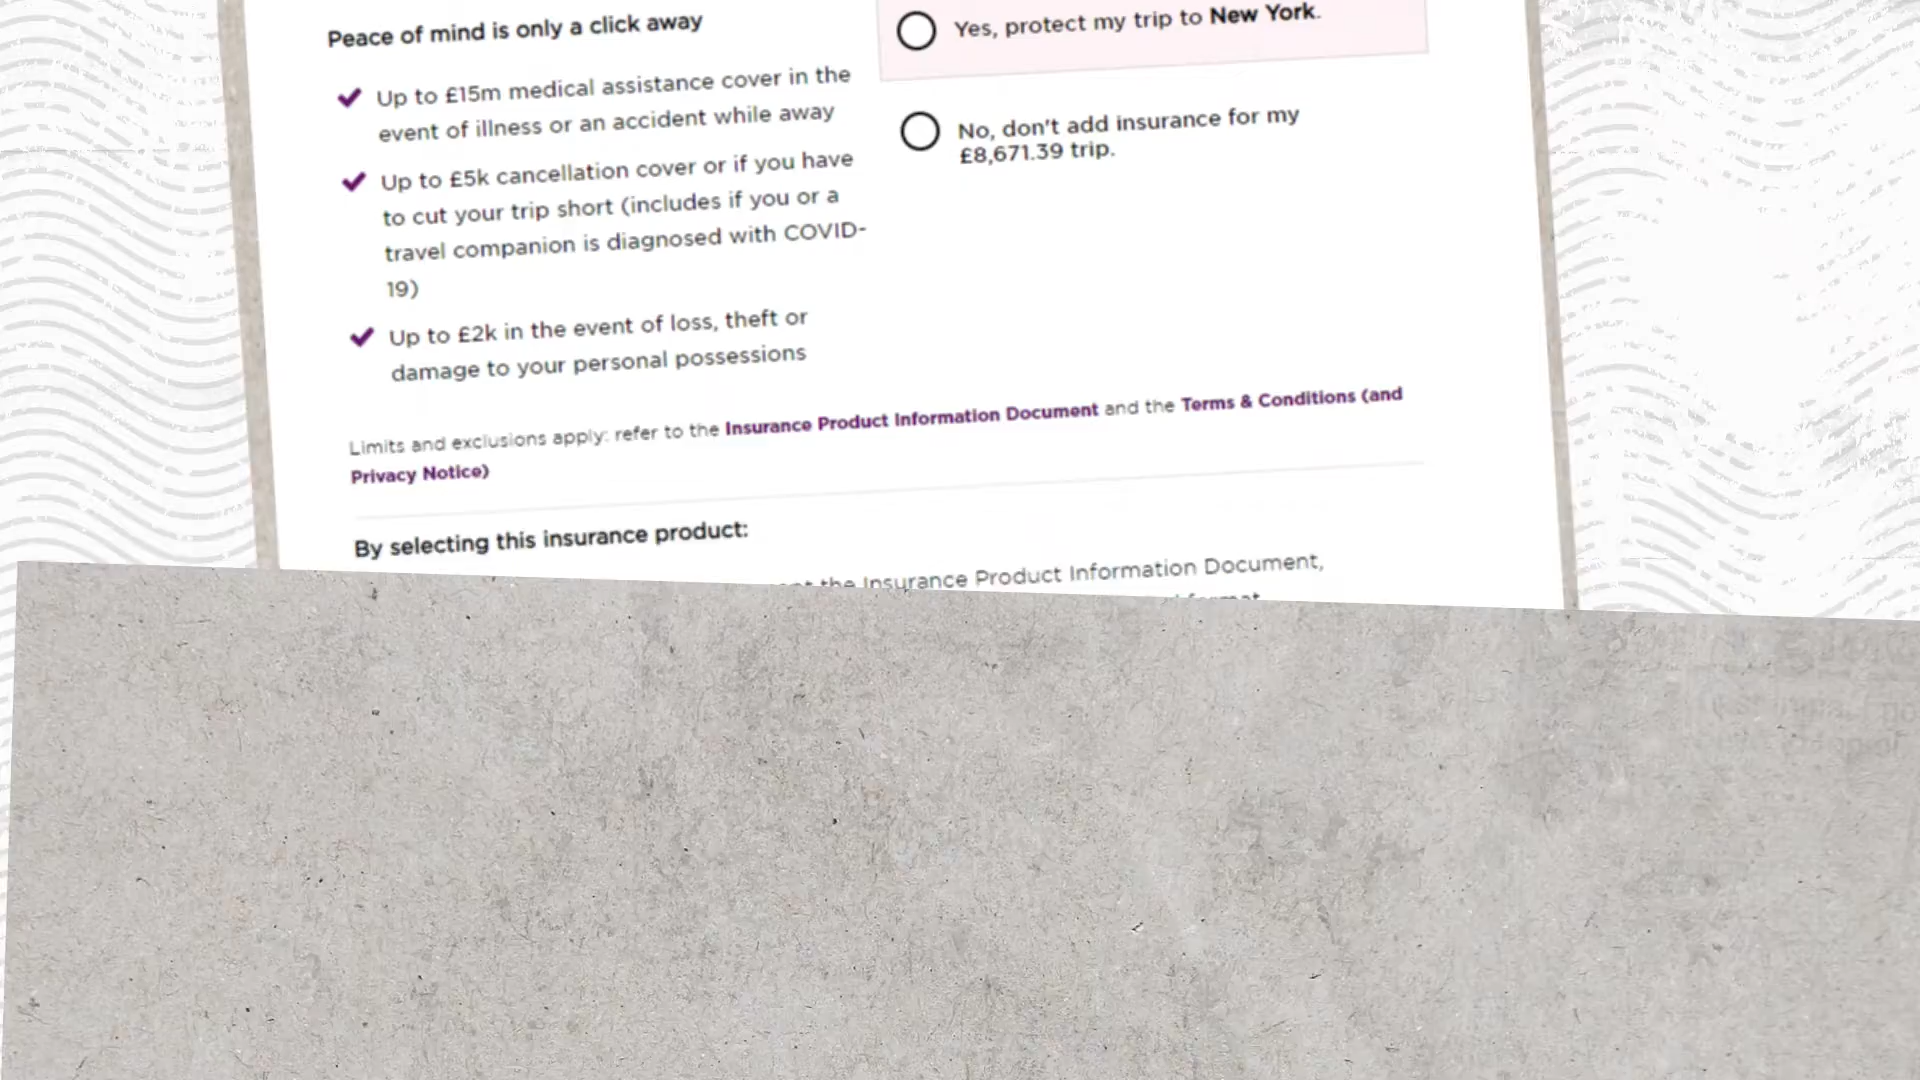 Peace of mind is only a click away
Up to £15m medical assistance cover in the
event of illness or an accident while away
Up to £5k cancellation cover or if you have
to cut your trip short (includes if you or a
travel companion is diagnosed with COVID-
19)
Up to £2k in the event of loss, theft or
damage to your personal possessions
Yes, protect my trip to New York.
No, don't add insurance for my
£8,671.39 trip.
Limits and exclusions apply: refer to the Insurance Product Information Document and the Terms & Conditions (and
Privacy Notice)
By selecting this insurance product:
the Insurance Product Information Document,